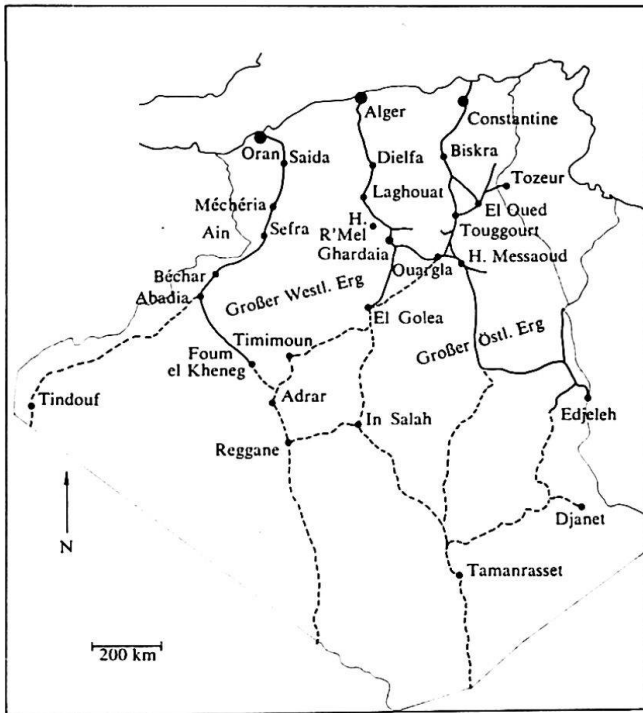 Alger
Constantine
Oran
Saida
Dielfa
Biskra
Tozeur
Laghouat
Méchéria
El Oued
Ain
Sefra
H.
R'Mel
Touggourt
Ghardaia
H. Messaoud
Ouargla
Béchar
Abadia
Großer Westl. Erg
El Golea
Timimoun
Großer Östl. Erg
Foum
el Kheneg
Tindouf
Adrar
In Salah
Edjeleh
Reggane
Djanet
N
Tamanrasset
200 km